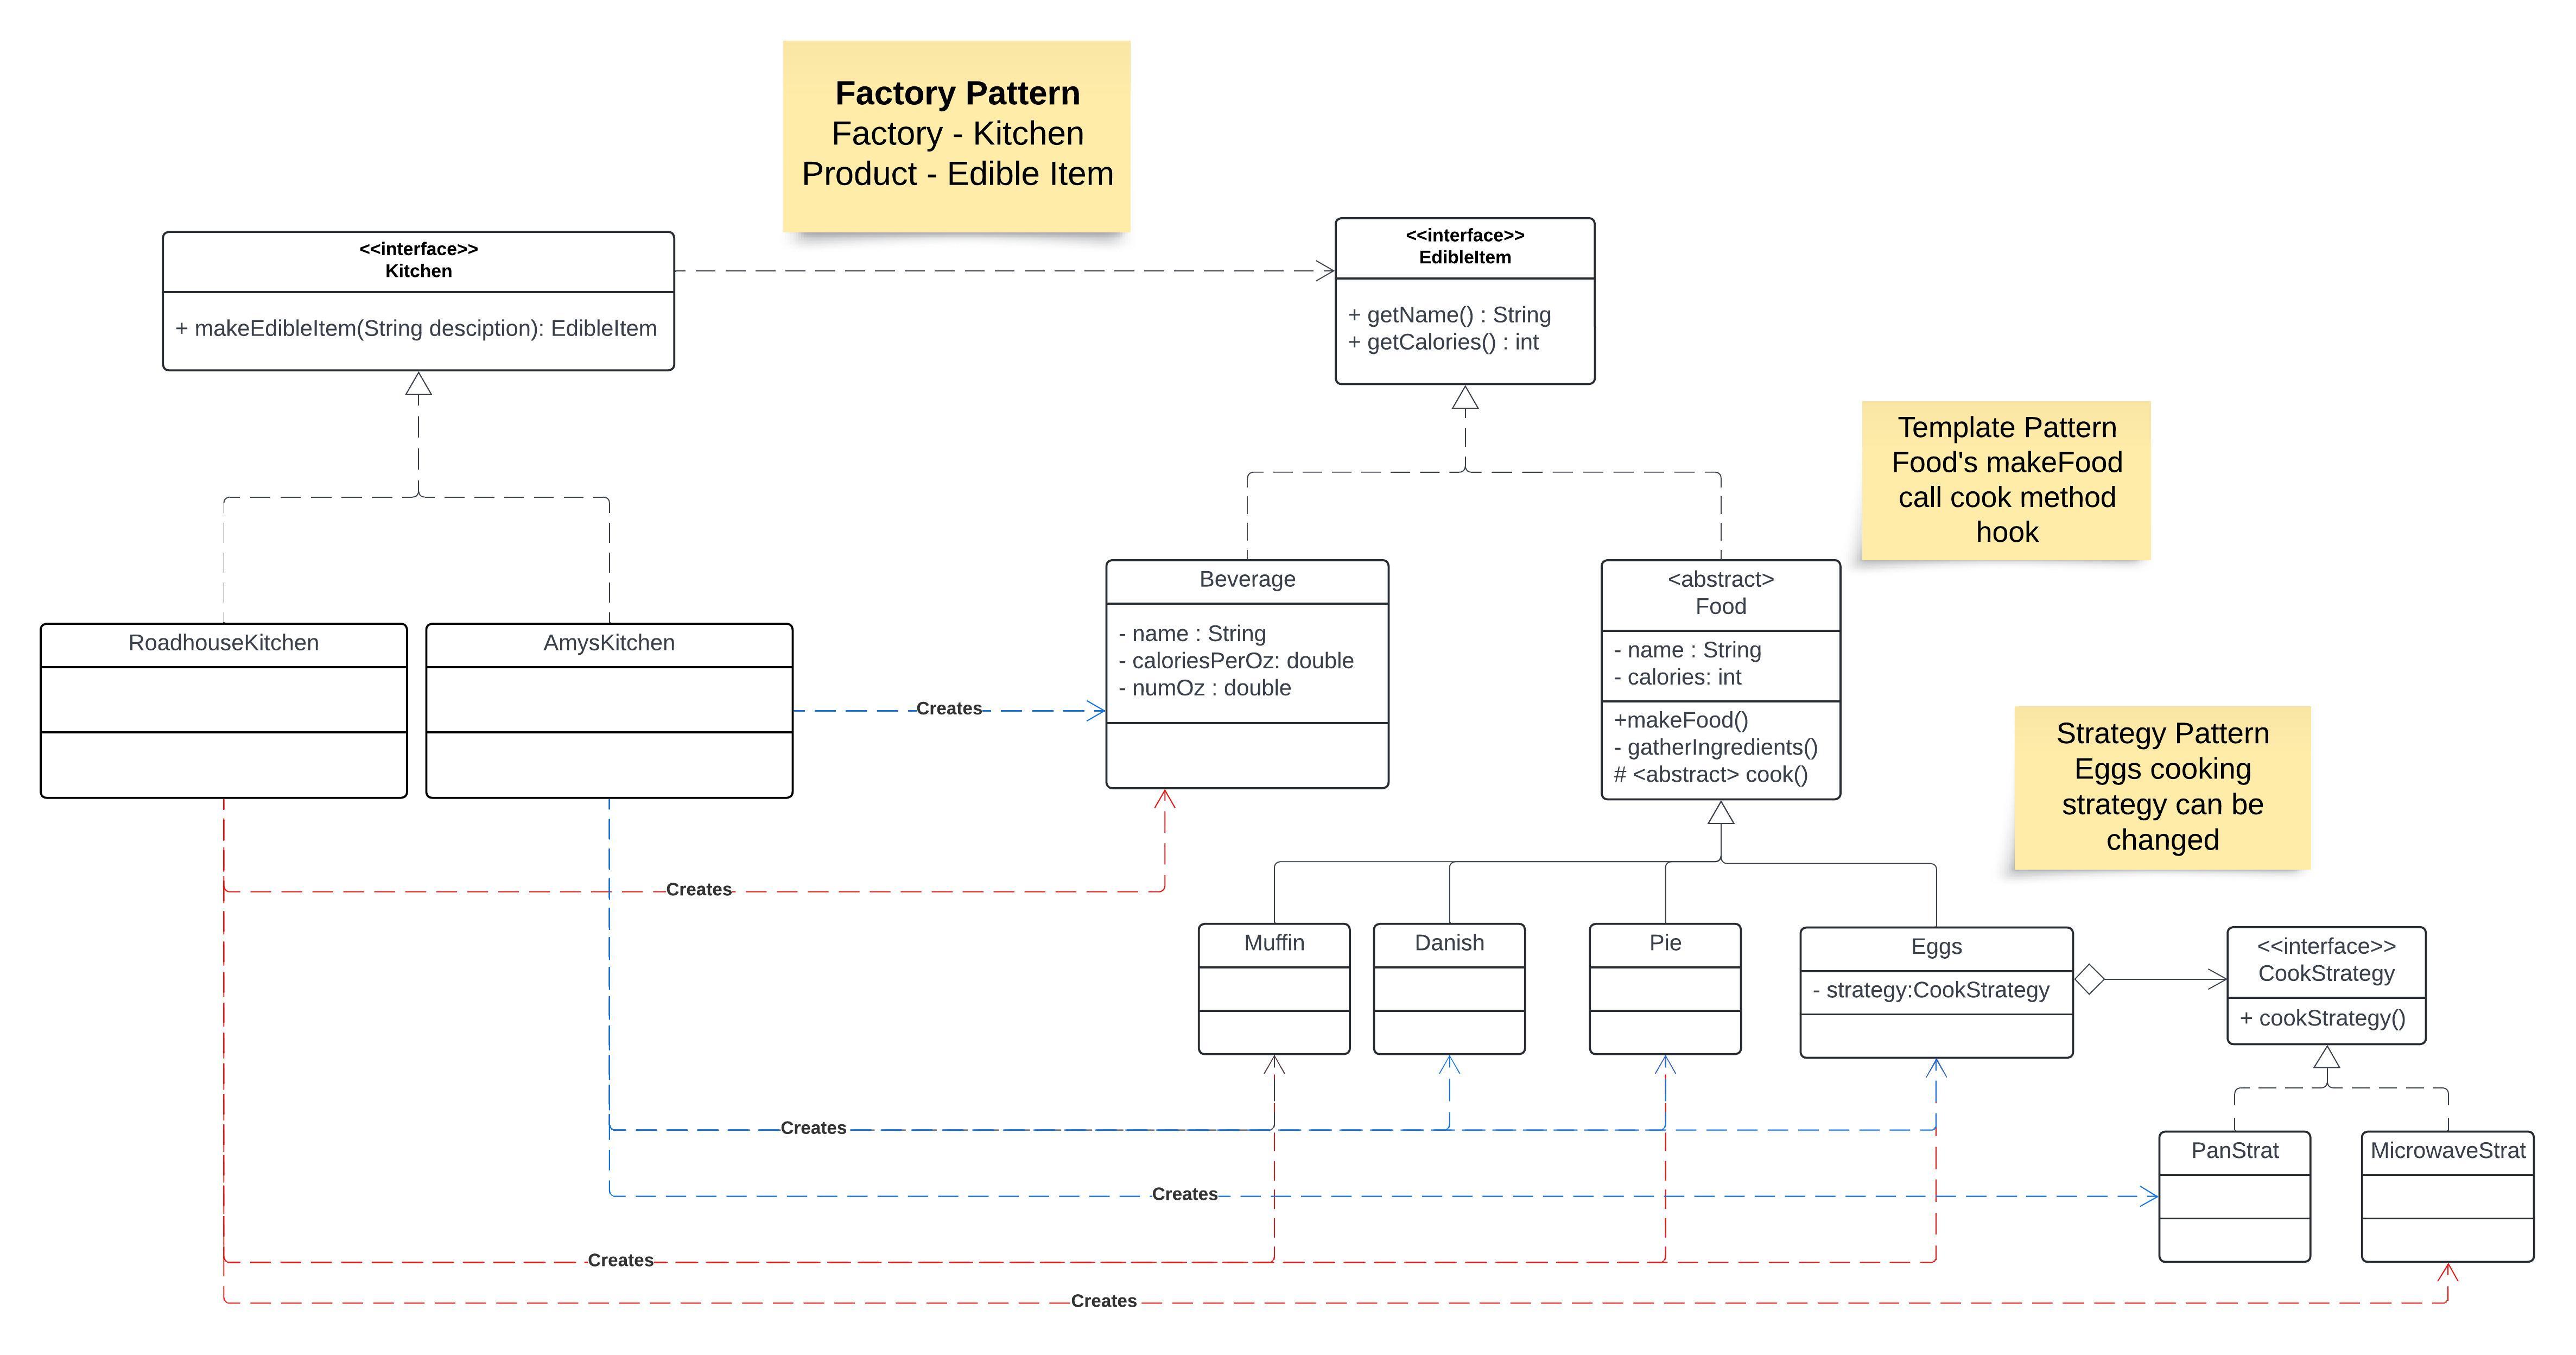 Factory Pattern
Factory - Kitchen
Product - Edible Item
<<interface>>
Kitchen
+ makeEdibleItem(String desciption): EdibleItem
<<interface>>
EdibleItem
+ getName() : String
+ getCalories() : int
Template Pattern
Food's makeFood
call cook method
hook
RoadhouseKitchen
AmysKitchen
Creates
Beverage
- name : String
- caloriesPerOz: double
- numOz : double
<abstract>
Food
- name : String
- calories: int
+makeFood()
- gatherIngredients()
# <abstract> cook()
Strategy Pattern
Eggs cooking
strategy can be
changed
Creates
Muffin
Danish
Pie
Eggs
- strategy:CookStrategy
<<interface>>
CookStrategy
+ cookStrategy()
Creates
PanStrat
MicrowaveStrat
Creates
Creates
Creates